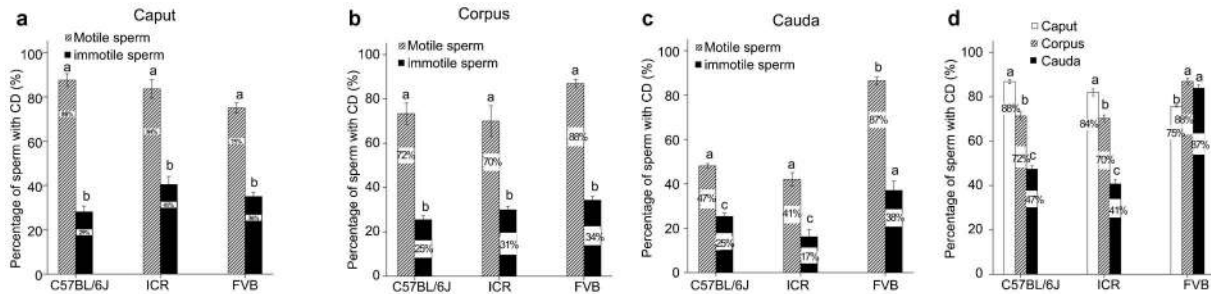 a
Caput
Percentage of sperm with CD (%)
100
80
60
40
20
0
Motile sperm
immotile sperm
a
b
a
b
a
b
88%
84%
75%
C57BL/6J ICR FVB
b
Corpus
Percentage of sperm with CD (%)
100
80
60
40
20
0
Motile sperm
immotile sperm
a
b
a
b
a
b
72%
25%
70%
31%
88%
34%
C57BL/6J ICR FVB
c
Cauda
Percentage of sperm with CD (%)
100
80
60
40
20
0
Motile sperm
immotile sperm
a
c
a
c
b
a
47%
25%
41%
17%
87%
38%
C57BL/6J ICR FVB
d
Percentage of sperm with CD (%)
100
80
60
40
20
0
Caput
Corpus
Cauda
a
b
c
a
b
c
b
a
a
88%
72%
47%
84%
70%
41%
75%
88%
87%
C57BL/6J ICR FVB